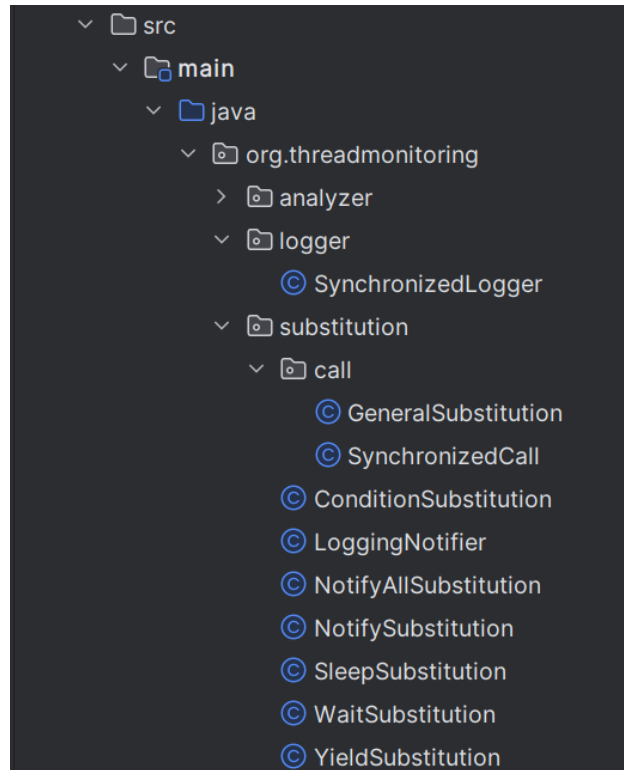 src
main
java
org.threadmonitoring
analyzer
logger
SynchronizedLogger
substitution
call
GeneralSubstitution
SynchronizedCall
ConditionSubstitution
LoggingNotifier
NotifyAllSubstitution
NotifySubstitution
SleepSubstitution
WaitSubstitution
YieldSubstitution